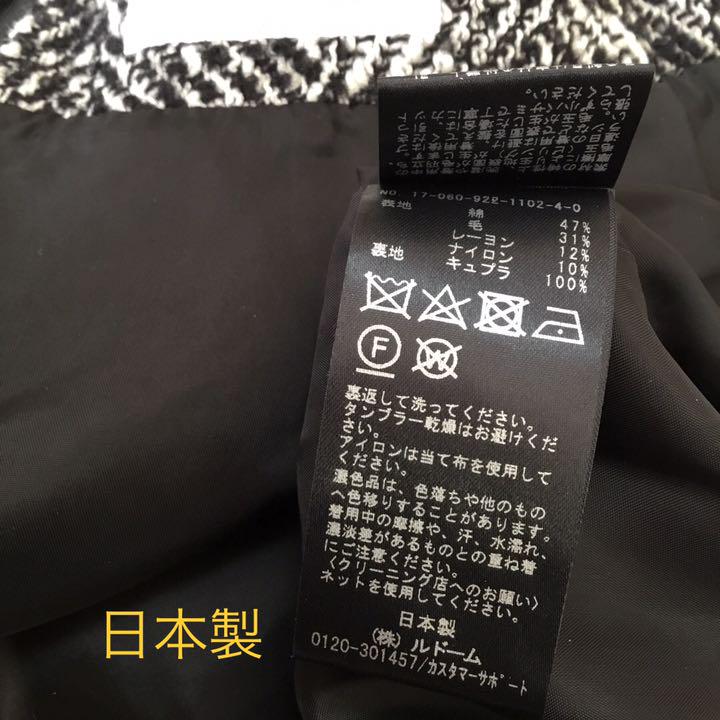 してください。
No. 17-060-922-1102-4-0
表地 綿 47%
毛 31%
レーヨン 12%
ナイロン 10%
裏地 キュプラ 100%
F
W
裏返して洗ってください。
タンブラー乾燥はお避けくだ
さい。
アイロンは当て布を使用して
ください。
濃色品は、色落ちや他のもの
へ色移りすることがあります。
着用中の摩擦や、汗、水濡れ、
濃淡差があるものとの重ね着
にご注意ください。
〈クリーニング店へのお願い〉
ネットを使用してください。
日本製
(株)ルドーム
0120-301457/カスタマーサポート
日本製